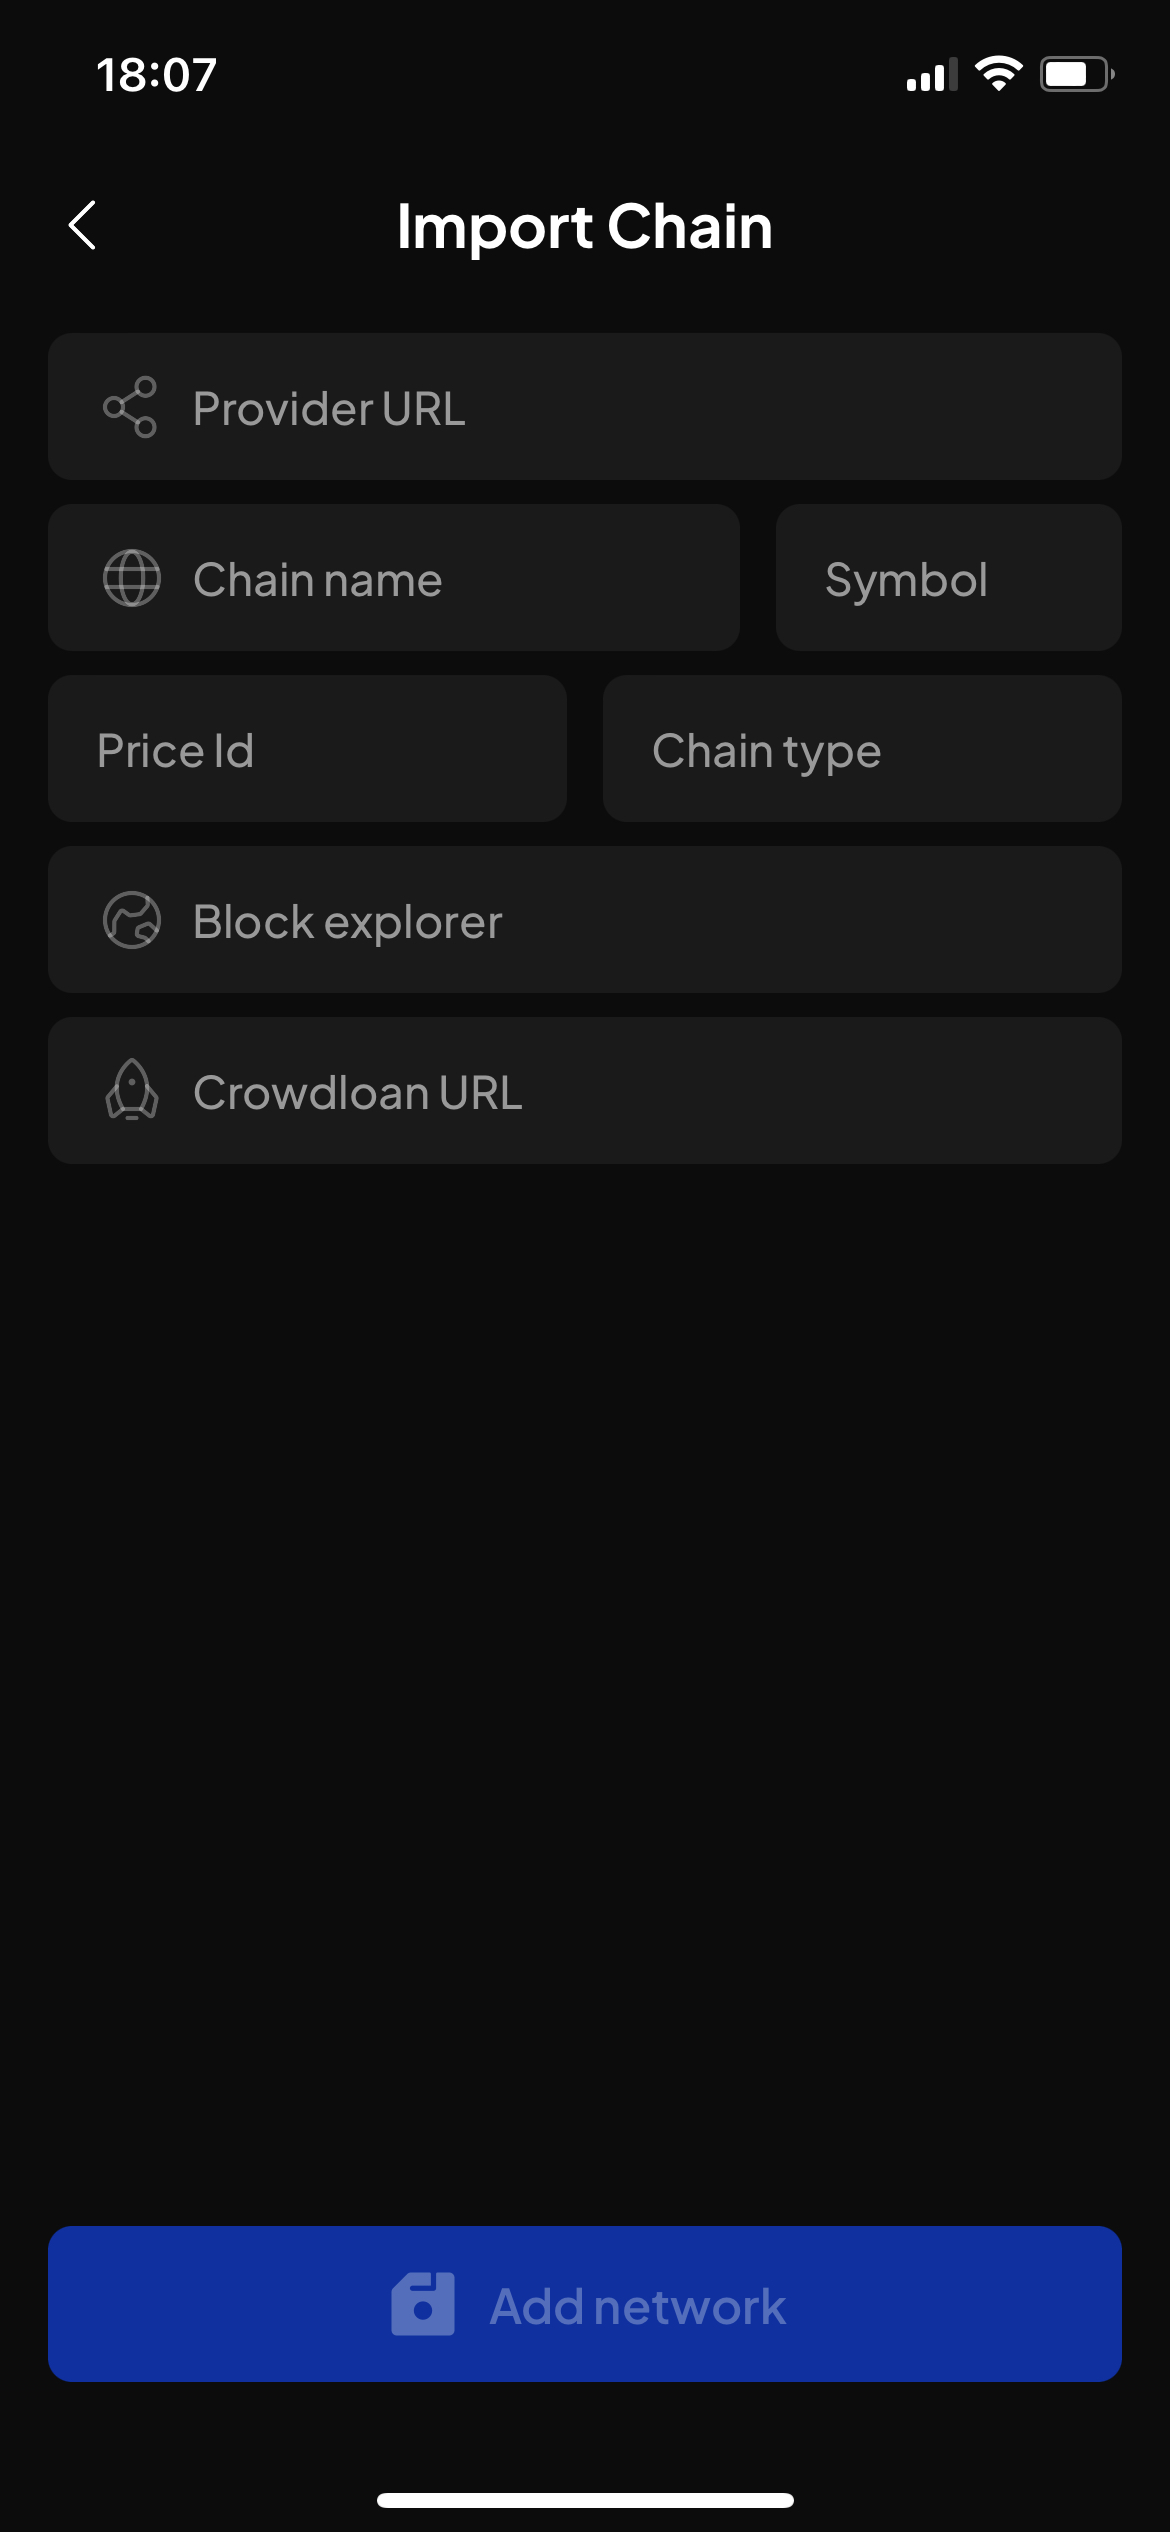 18:07
Import Chain
Provider URL
Chain name
Symbol
Price Id
Chain type
Block explorer
Crowdloan URL
Add network